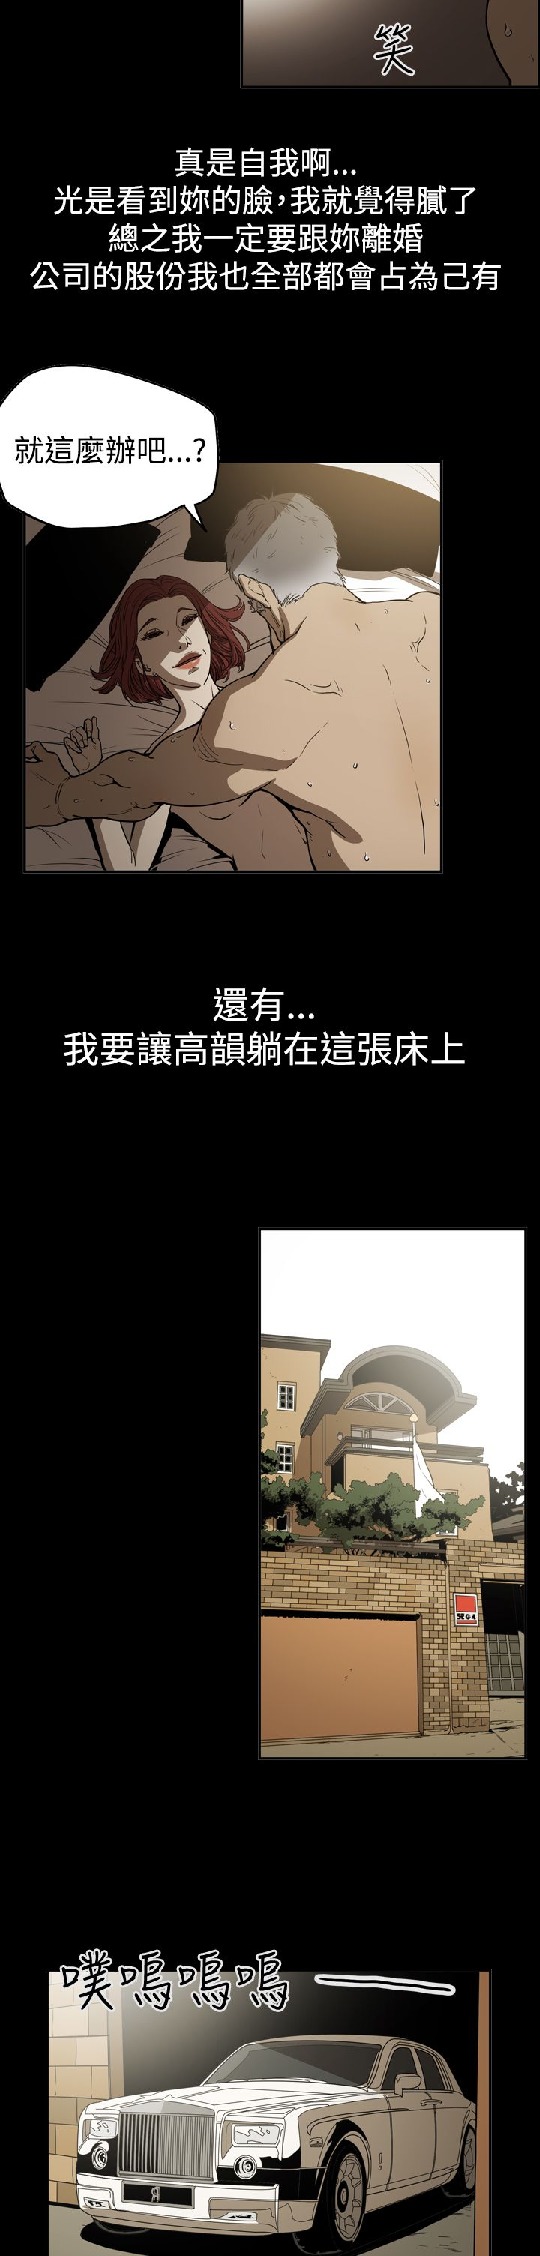 笑
真是自我啊...
光是看到妳的臉,我就覺得膩了
總之我一定要跟妳離婚
公司的股份我也全部都會占為己有
就這麼辦吧...?
還有...
我要讓高韻躺在這張床上
噗嗚嗚嗚